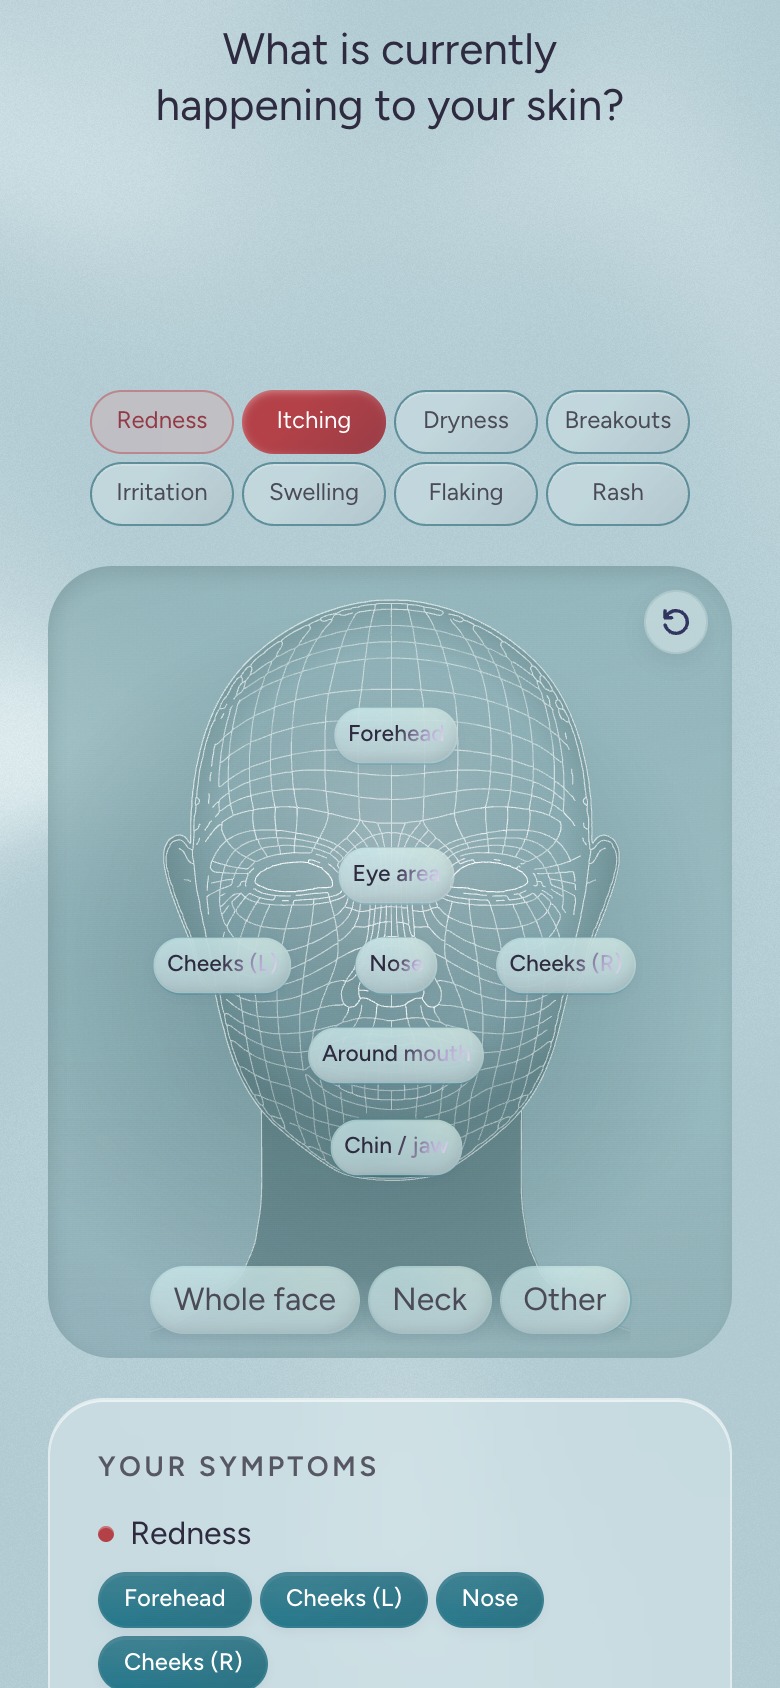 What is currently
happening to your skin?
Redness Itching Dryness Breakouts
Irritation Swelling Flaking Rash
Forehead
Eye area
Cheeks (L) Nose Cheeks (R)
Around mouth
Chin / jaw
Whole face Neck Other
YOUR SYMPTOMS
Redness
Forehead Cheeks (L) Nose
Cheeks (R)